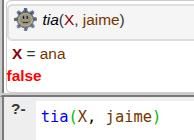 tia(X, jaime)
X = ana
false
?- tia(X, jaime)